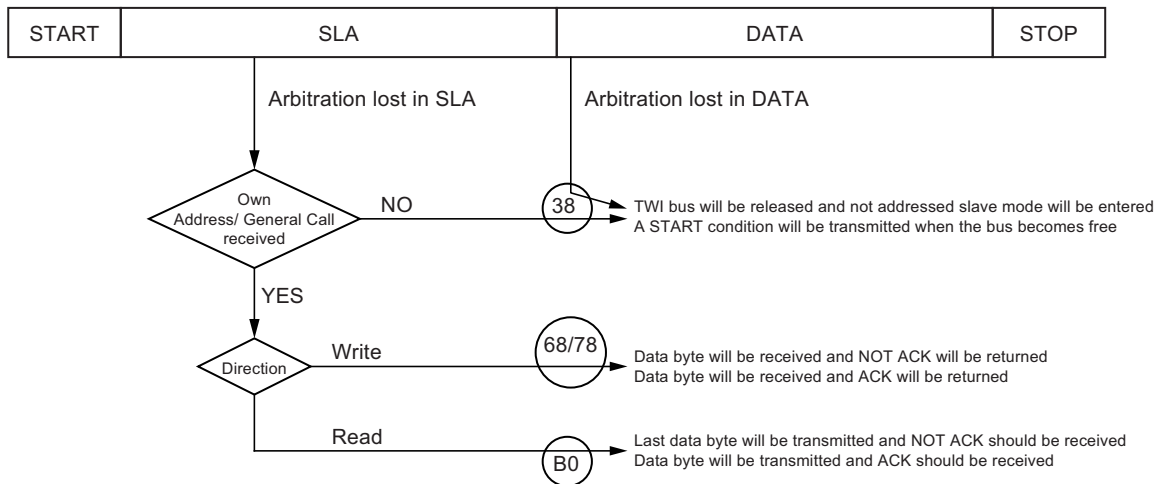 START SLA DATA STOP
Arbitration lost in SLA
Arbitration lost in DATA
Own
Address/ General Call
received
NO
38
TWI bus will be released and not addressed slave mode will be entered
A START condition will be transmitted when the bus becomes free
YES
Direction
Write
68/78
Data byte will be received and NOT ACK will be returned
Data byte will be received and ACK will be returned
Read
B0
Last data byte will be transmitted and NOT ACK should be received
Data byte will be transmitted and ACK should be received